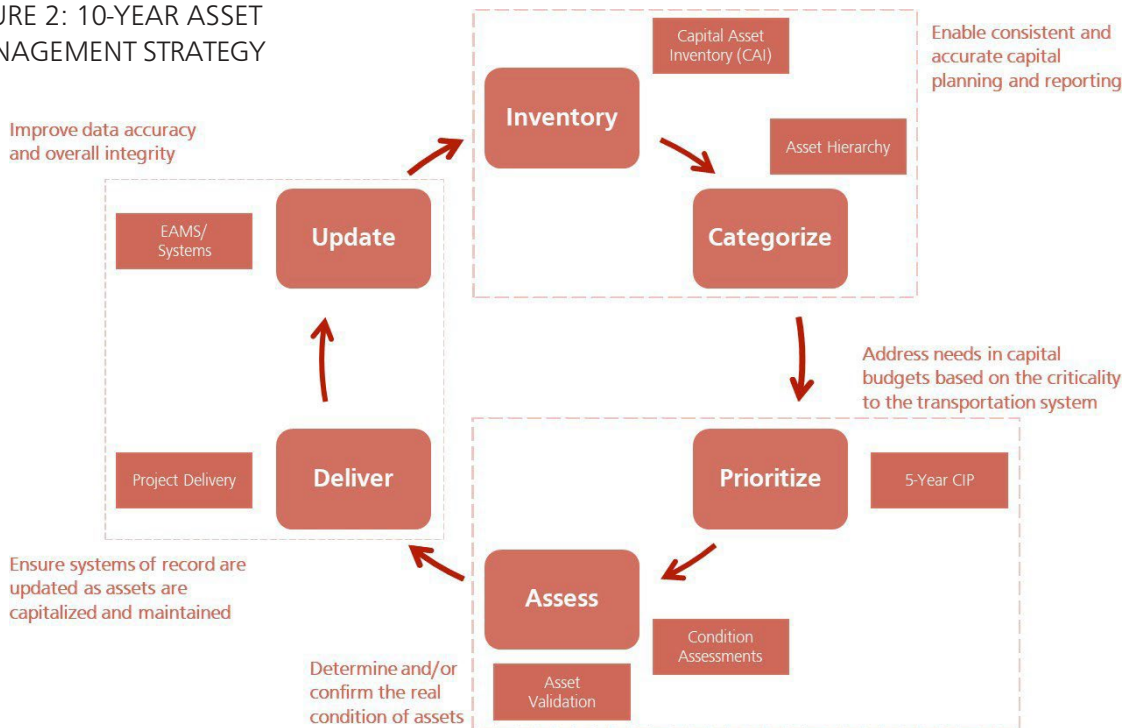 URE 2: 10-YEAR ASSET
NAGEMENT STRATEGY
Capital Asset
Inventory (CAI)
Enable consistent and
accurate capital
planning and reporting
Inventory
Asset Hierarchy
Categorize
Improve data accuracy
and overall integrity
EAMS/
Systems
Update
Address needs in capital
budgets based on the criticality
to the transportation system
Prioritize
5-Year CIP
Project Delivery
Deliver
Assess
Condition
Assessments
Asset
Validation
Ensure systems of record are
updated as assets are
capitalized and maintained
Determine and/or
confirm the real
condition of assets